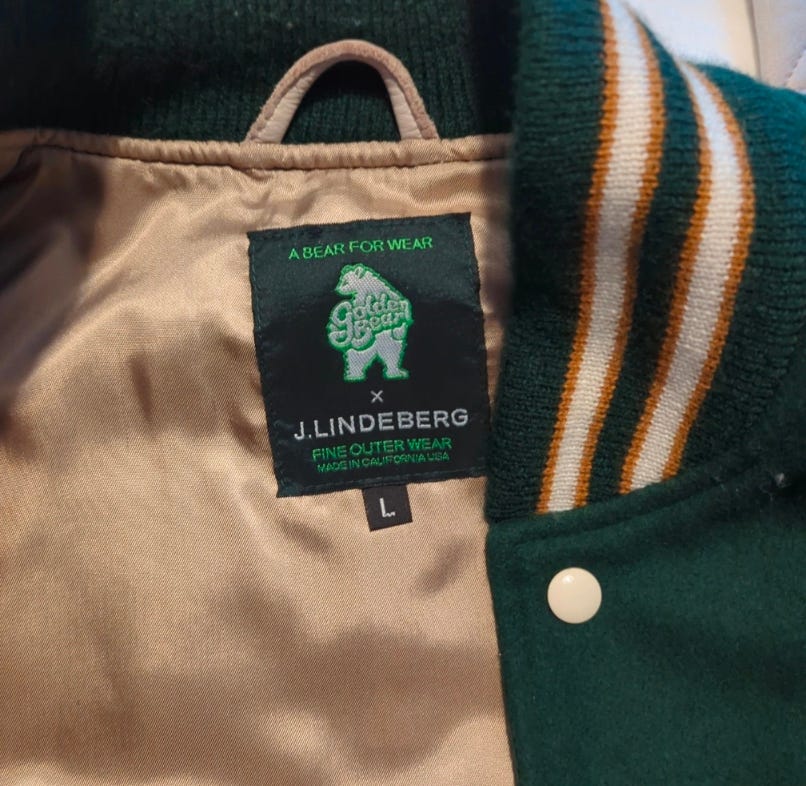 A BEAR FOR WEAR
Golden
Bear
×
J.LINDEBERG
FINE OUTER WEAR
MADE IN CALIFORNIA USA
L